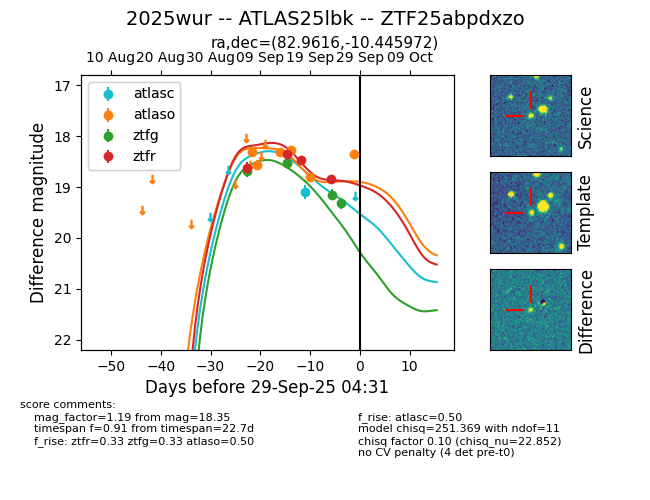 2025wur -- ATLAS25lbk -- ZTF25abpdxzo
ra,dec=(82.9616,-10.445972)
10 Aug 20 Aug 30 Aug 09 Sep 19 Sep 29 Sep 09 Oct
atlasc
atlaso
ztfg
ztfr
17
18
19
20
21
22
Difference magnitude
−50 −40 −30 −20 −10 0 10
Days before 29-Sep-25 04:31
Science
Template
Difference
score comments:
mag_factor=1.19 from mag=18.35
timespan f=0.91 from timespan=22.7d
f_rise: ztfr=0.33 ztfg=0.33 atlaso=0.50
f_rise: atlasc=0.50
model chisq=251.369 with ndof=11
chisq factor 0.10 (chisq_nu=22.852)
no CV penalty (4 det pre-t0)